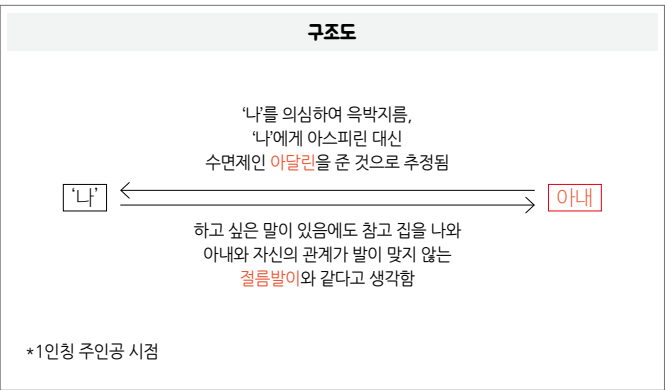 구조도
‘나’를 의심하여 윽박지름,
‘나’에게 아스피린 대신
수면제인 아달린을 준 것으로 추정됨
‘나’
아내
하고 싶은 말이 있음에도 참고 집을 나와
아내와 자신의 관계가 발이 맞지 않는
절름발이와 같다고 생각함
*1인칭 주인공 시점